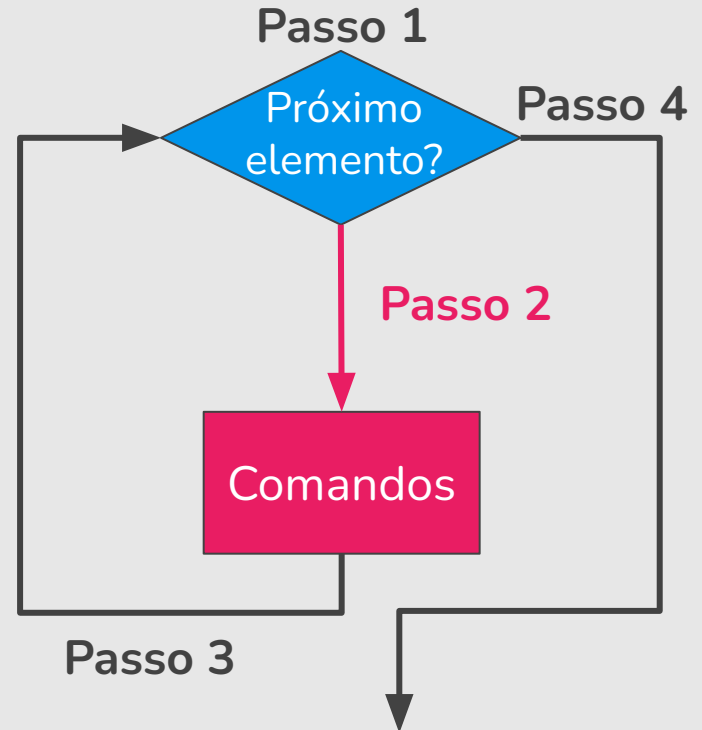 Passo 1
Próximo
elemento?
Passo 4
Passo 2
Comandos
Passo 3